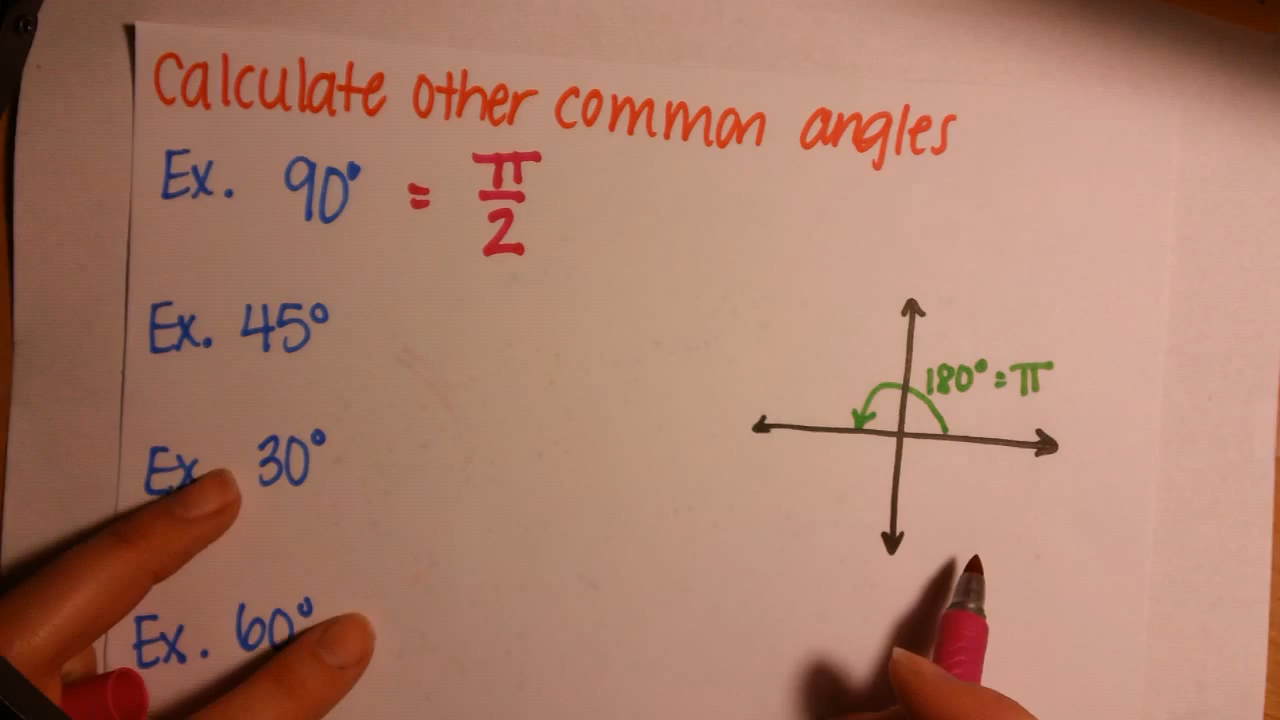 Calculate other common angles
Ex. 90° = π/2
Ex. 45°
180° = π
Ex. 30°
Ex. 60°